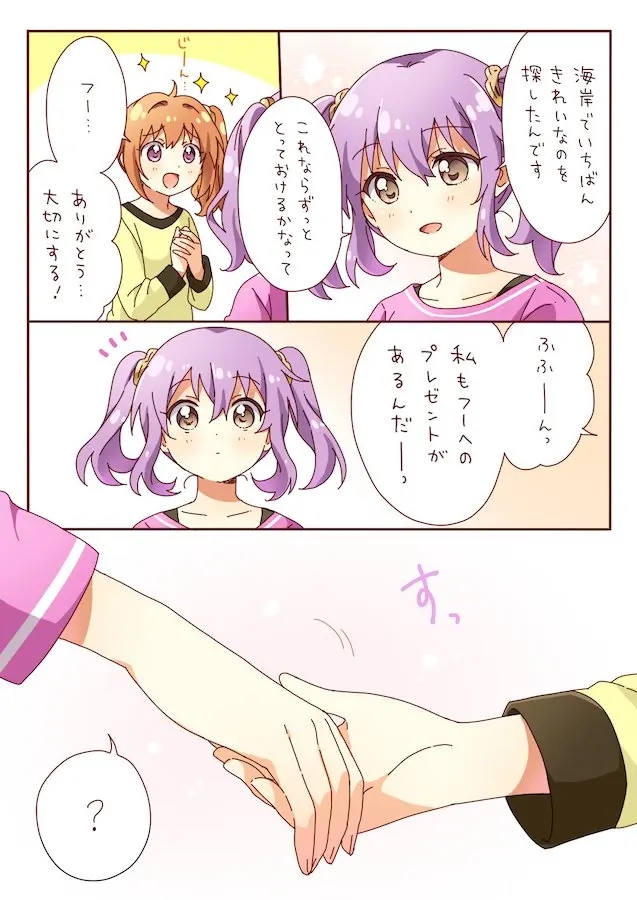 海岸でいちばん
きれいなのを
探したんです
これならずっと
とっておけるかなって
じーん…
フー…
ありがとう…
大切にする!
ふふーんっ
私もフーへの
プレゼントが
あるんだーっ
すっ
?